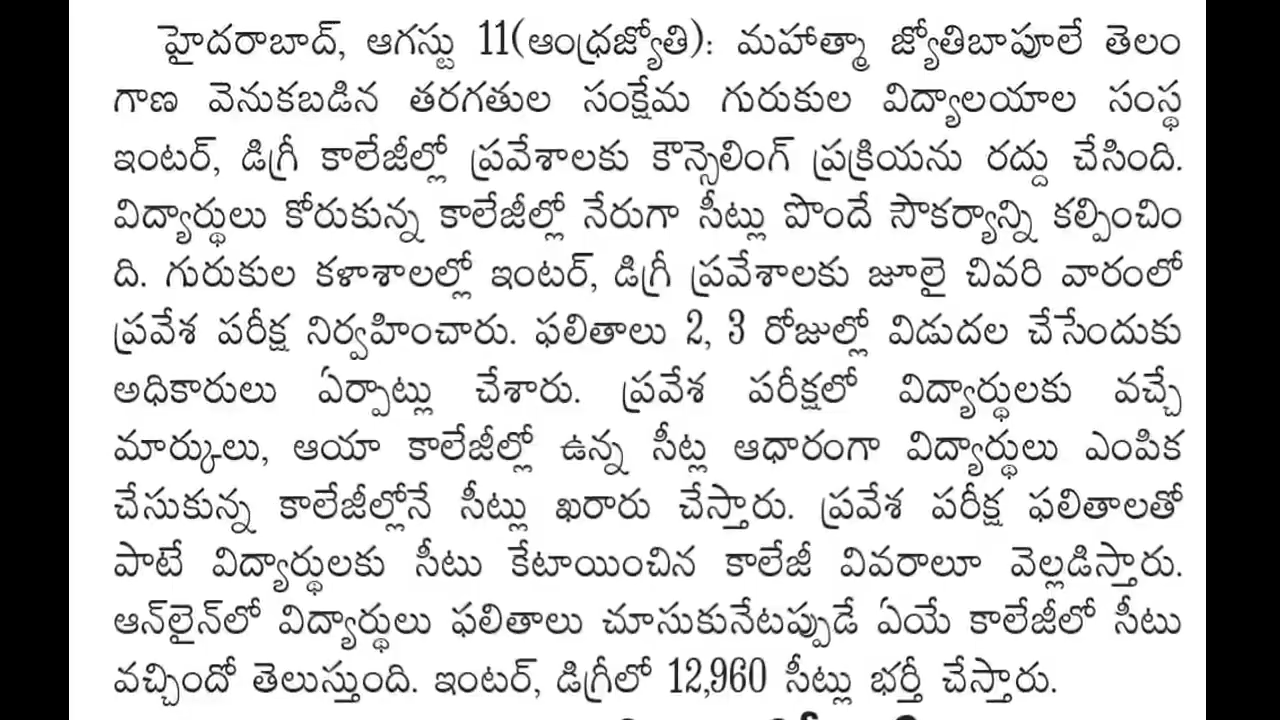 హైదరాబాద్, ఆగస్టు 11(ఆంధ్రజ్యోతి): మహాత్మా జ్యోతిబాపూలే తెలం
గాణ వెనుకబడిన తరగతుల సంక్షేమ గురుకుల విద్యాలయాల సంస్థ
ఇంటర్, డిగ్రీ కాలేజీల్లో ప్రవేశాలకు కౌన్సెలింగ్ ప్రక్రియను రద్దు చేసింది.
విద్యార్థులు కోరుకున్న కాలేజీల్లో నేరుగా సీట్లు పొందే సౌకర్యాన్ని కల్పించిం
ది. గురుకుల కళాశాలల్లో ఇంటర్, డిగ్రీ ప్రవేశాలకు జూలై చివరి వారంలో
ప్రవేశ పరీక్ష నిర్వహించారు. ఫలితాలు 2, 3 రోజుల్లో విడుదల చేసేందుకు
అధికారులు ఏర్పాట్లు చేశారు. ప్రవేశ పరీక్షలో విద్యార్థులకు వచ్చే
మార్కులు, ఆయా కాలేజీల్లో ఉన్న సీట్ల ఆధారంగా విద్యార్థులు ఎంపిక
చేసుకున్న కాలేజీల్లోనే సీట్లు ఖరారు చేస్తారు. ప్రవేశ పరీక్ష ఫలితాలతో
పాటే విద్యార్థులకు సీటు కేటాయించిన కాలేజీ వివరాలూ వెల్లడిస్తారు.
ఆన్‌లైన్‌లో విద్యార్థులు ఫలితాలు చూసుకునేటప్పుడే ఏయే కాలేజీలో సీటు
వచ్చిందో తెలుస్తుంది. ఇంటర్, డిగ్రీలో 12,960 సీట్లు భర్తీ చేస్తారు.